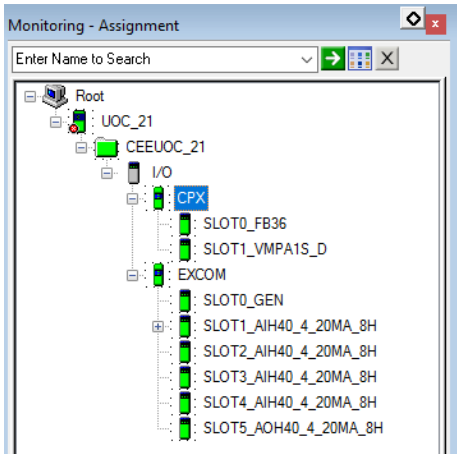 Monitoring - Assignment
Enter Name to Search
Root
UOC_21
CEEUOC_21
I/O
CPX
SLOT0_FB36
SLOT1_VMPA1S_D
EXCOM
SLOT0_GEN
SLOT1_AIH40_4_20MA_8H
SLOT2_AIH40_4_20MA_8H
SLOT3_AIH40_4_20MA_8H
SLOT4_AIH40_4_20MA_8H
SLOT5_AOH40_4_20MA_8H